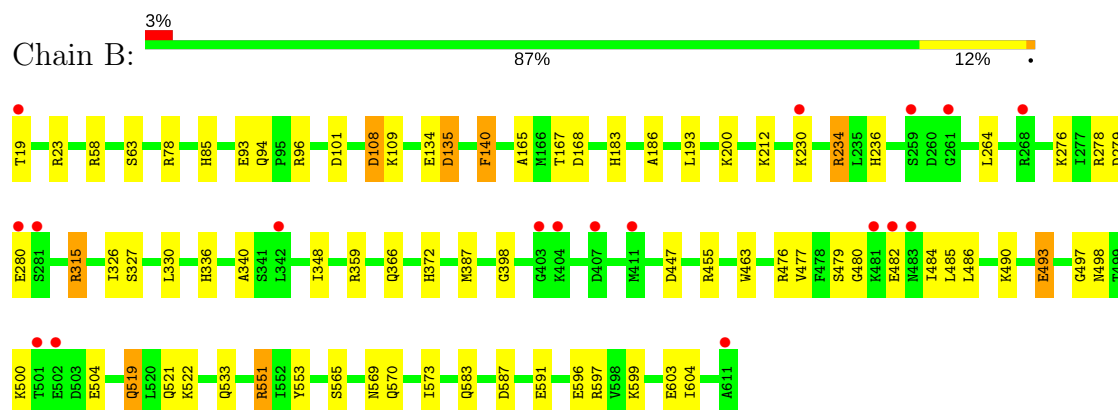 3%
Chain B:
87% 12% •
T19 R23 R58 S63 R78 H85 E93 Q94 P95 R96 D101 D108 K109 E134 D135 F140 A165 M166 T167 D168 H183 A186 L193 K200 K212 K230 R234 L235 H236 S259 D260 G261 L264 R268 K276 I277 R278
E280 S281 R315 I326 S327 L330 H336 A340 S341 L342 I348 R359 Q366 H372 M387 G398 G403 K404 D407 M411 D447 R455 W463 R476 V477 F478 S479 G480 K481 E482 N483 I484 L485 L486 K490 E493 G497 N498
K500 T501 E502 D503 E504 Q519 L520 Q521 K522 Q533 R551 I552 Y553 S565 N569 Q570 I573 Q583 D587 E591 E596 R597 V598 K599 E603 I604 A611